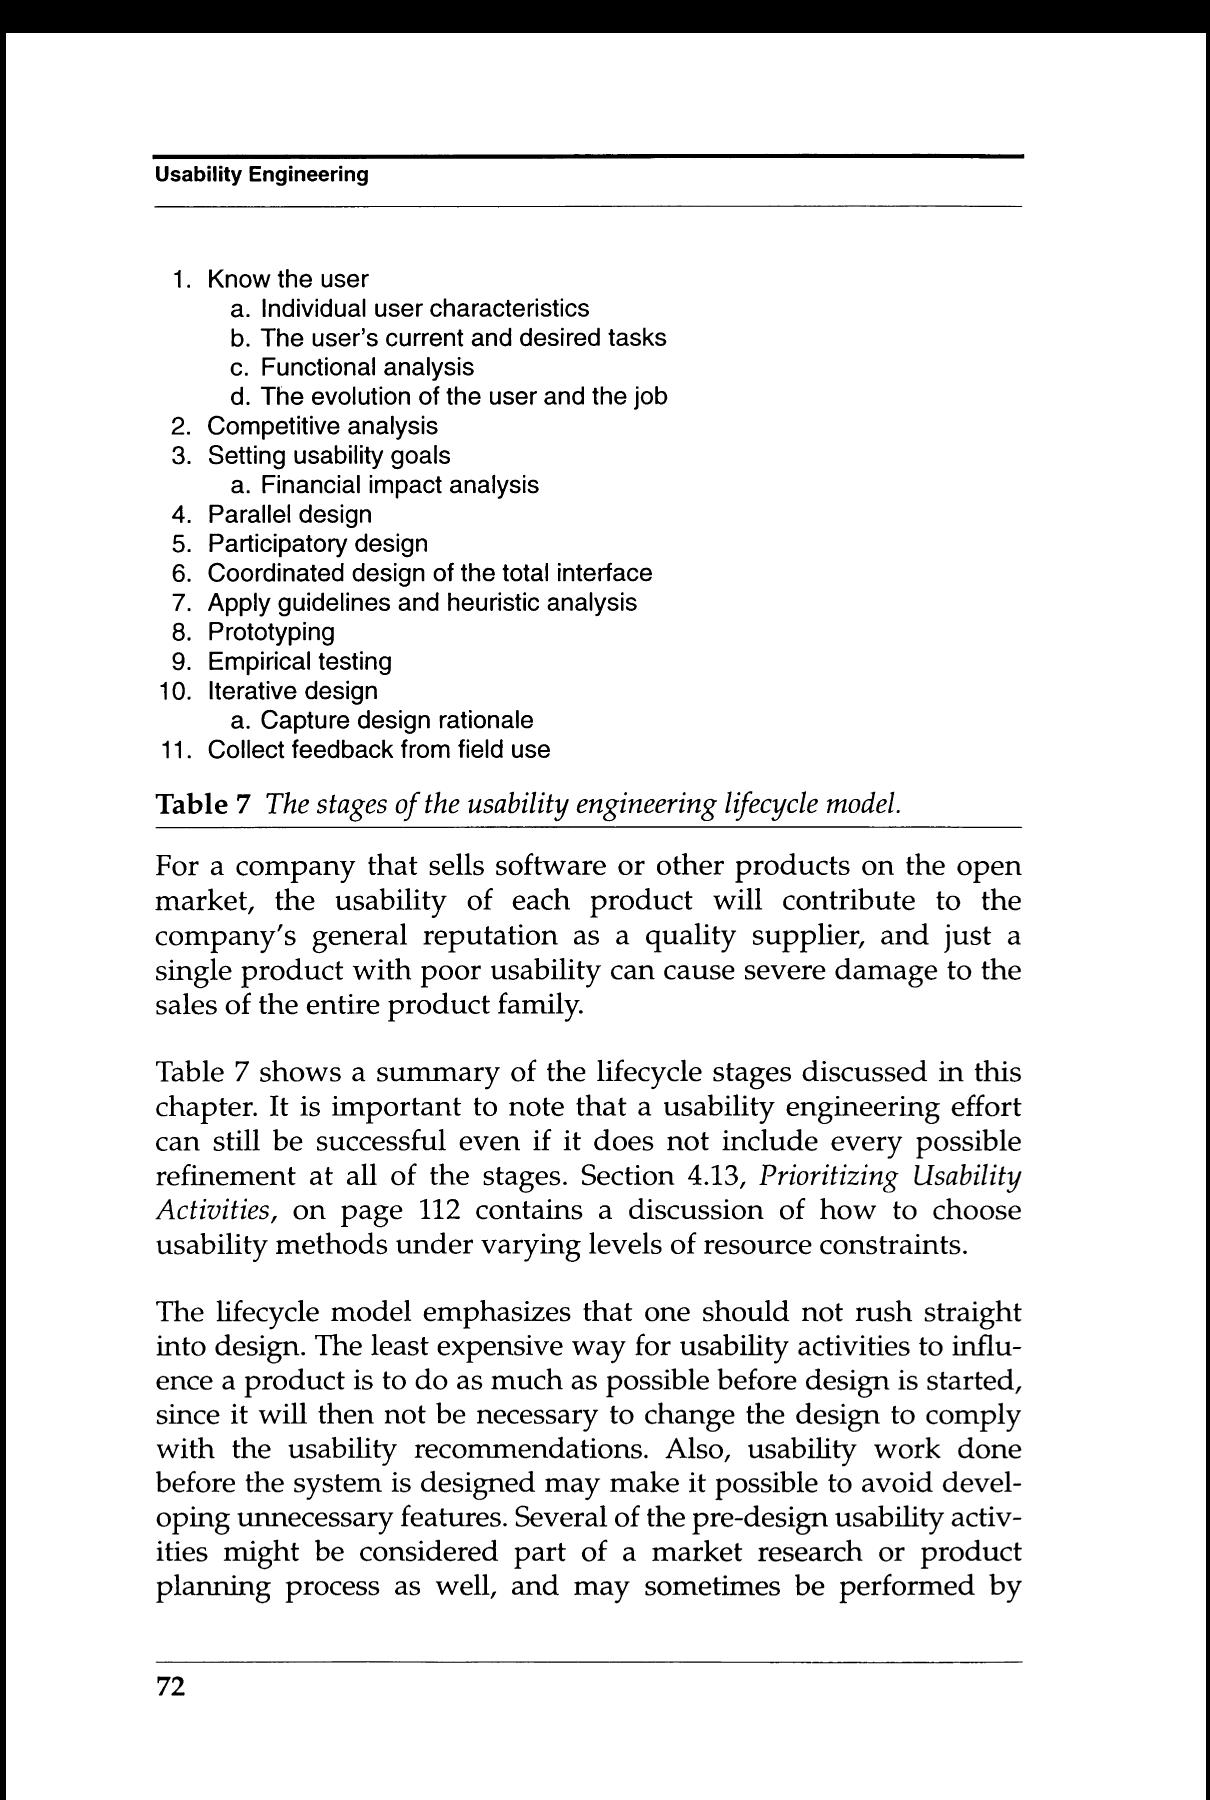 Usability Engineering
1. Know the user
a. Individual user characteristics
b. The user's current and desired tasks
c. Functional analysis
d. The evolution of the user and the job
2. Competitive analysis
3. Setting usability goals
a. Financial impact analysis
4. Parallel design
5. Participatory design
6. Coordinated design of the total interface
7. Apply guidelines and heuristic analysis
8. Prototyping
9. Empirical testing
10. Iterative design
a. Capture design rationale
11. Collect feedback from field use
Table 7 The stages of the usability engineering lifecycle model.
For a company that sells software or other products on the open
market, the usability of each product will contribute to the
company's general reputation as a quality supplier, and just a
single product with poor usability can cause severe damage to the
sales of the entire product family.
Table 7 shows a summary of the lifecycle stages discussed in this
chapter. It is important to note that a usability engineering effort
can still be successful even if it does not include every possible
refinement at all of the stages. Section 4.13, Prioritizing Usability
Activities, on page 112 contains a discussion of how to choose
usability methods under varying levels of resource constraints.
The lifecycle model emphasizes that one should not rush straight
into design. The least expensive way for usability activities to influ-
ence a product is to do as much as possible before design is started,
since it will then not be necessary to change the design to comply
with the usability recommendations. Also, usability work done
before the system is designed may make it possible to avoid devel-
oping unnecessary features. Several of the pre-design usability activ-
ities might be considered part of a market research or product
planning process as well, and may sometimes be performed by
72